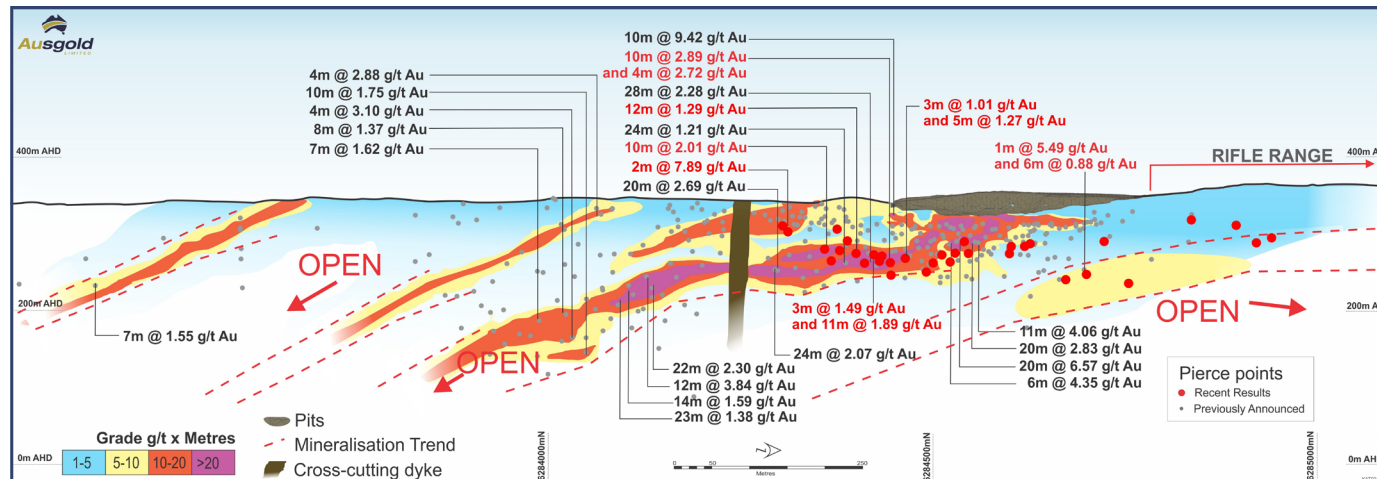 Ausgold
LIMITED
10m @ 9.42 g/t Au
10m @ 2.89 g/t Au
and 4m @ 2.72 g/t Au
28m @ 2.28 g/t Au
12m @ 1.29 g/t Au
24m @ 1.21 g/t Au
10m @ 2.01 g/t Au
2m @ 7.89 g/t Au
20m @ 2.69 g/t Au
4m @ 2.88 g/t Au
10m @ 1.75 g/t Au
4m @ 3.10 g/t Au
8m @ 1.37 g/t Au
7m @ 1.62 g/t Au
3m @ 1.01 g/t Au
and 5m @ 1.27 g/t Au
1m @ 5.49 g/t Au
and 6m @ 0.88 g/t Au
RIFLE RANGE
400m AHD
400m A
OPEN
200m AHD
200m A
7m @ 1.55 g/t Au
OPEN
OPEN
3m @ 1.49 g/t Au
and 11m @ 1.89 g/t Au
24m @ 2.07 g/t Au
22m @ 2.30 g/t Au
12m @ 3.84 g/t Au
14m @ 1.59 g/t Au
23m @ 1.38 g/t Au
11m @ 4.06 g/t Au
20m @ 2.83 g/t Au
20m @ 6.57 g/t Au
6m @ 4.35 g/t Au
Pierce points
Recent Results
Previously Announced
Pits
Mineralisation Trend
Cross-cutting dyke
Grade g/t x Metres
1-5 5-10 10-20 >20
0m AHD
0m AH
0 50 250
Metres
6284000mN
6284500mN
6285000mN